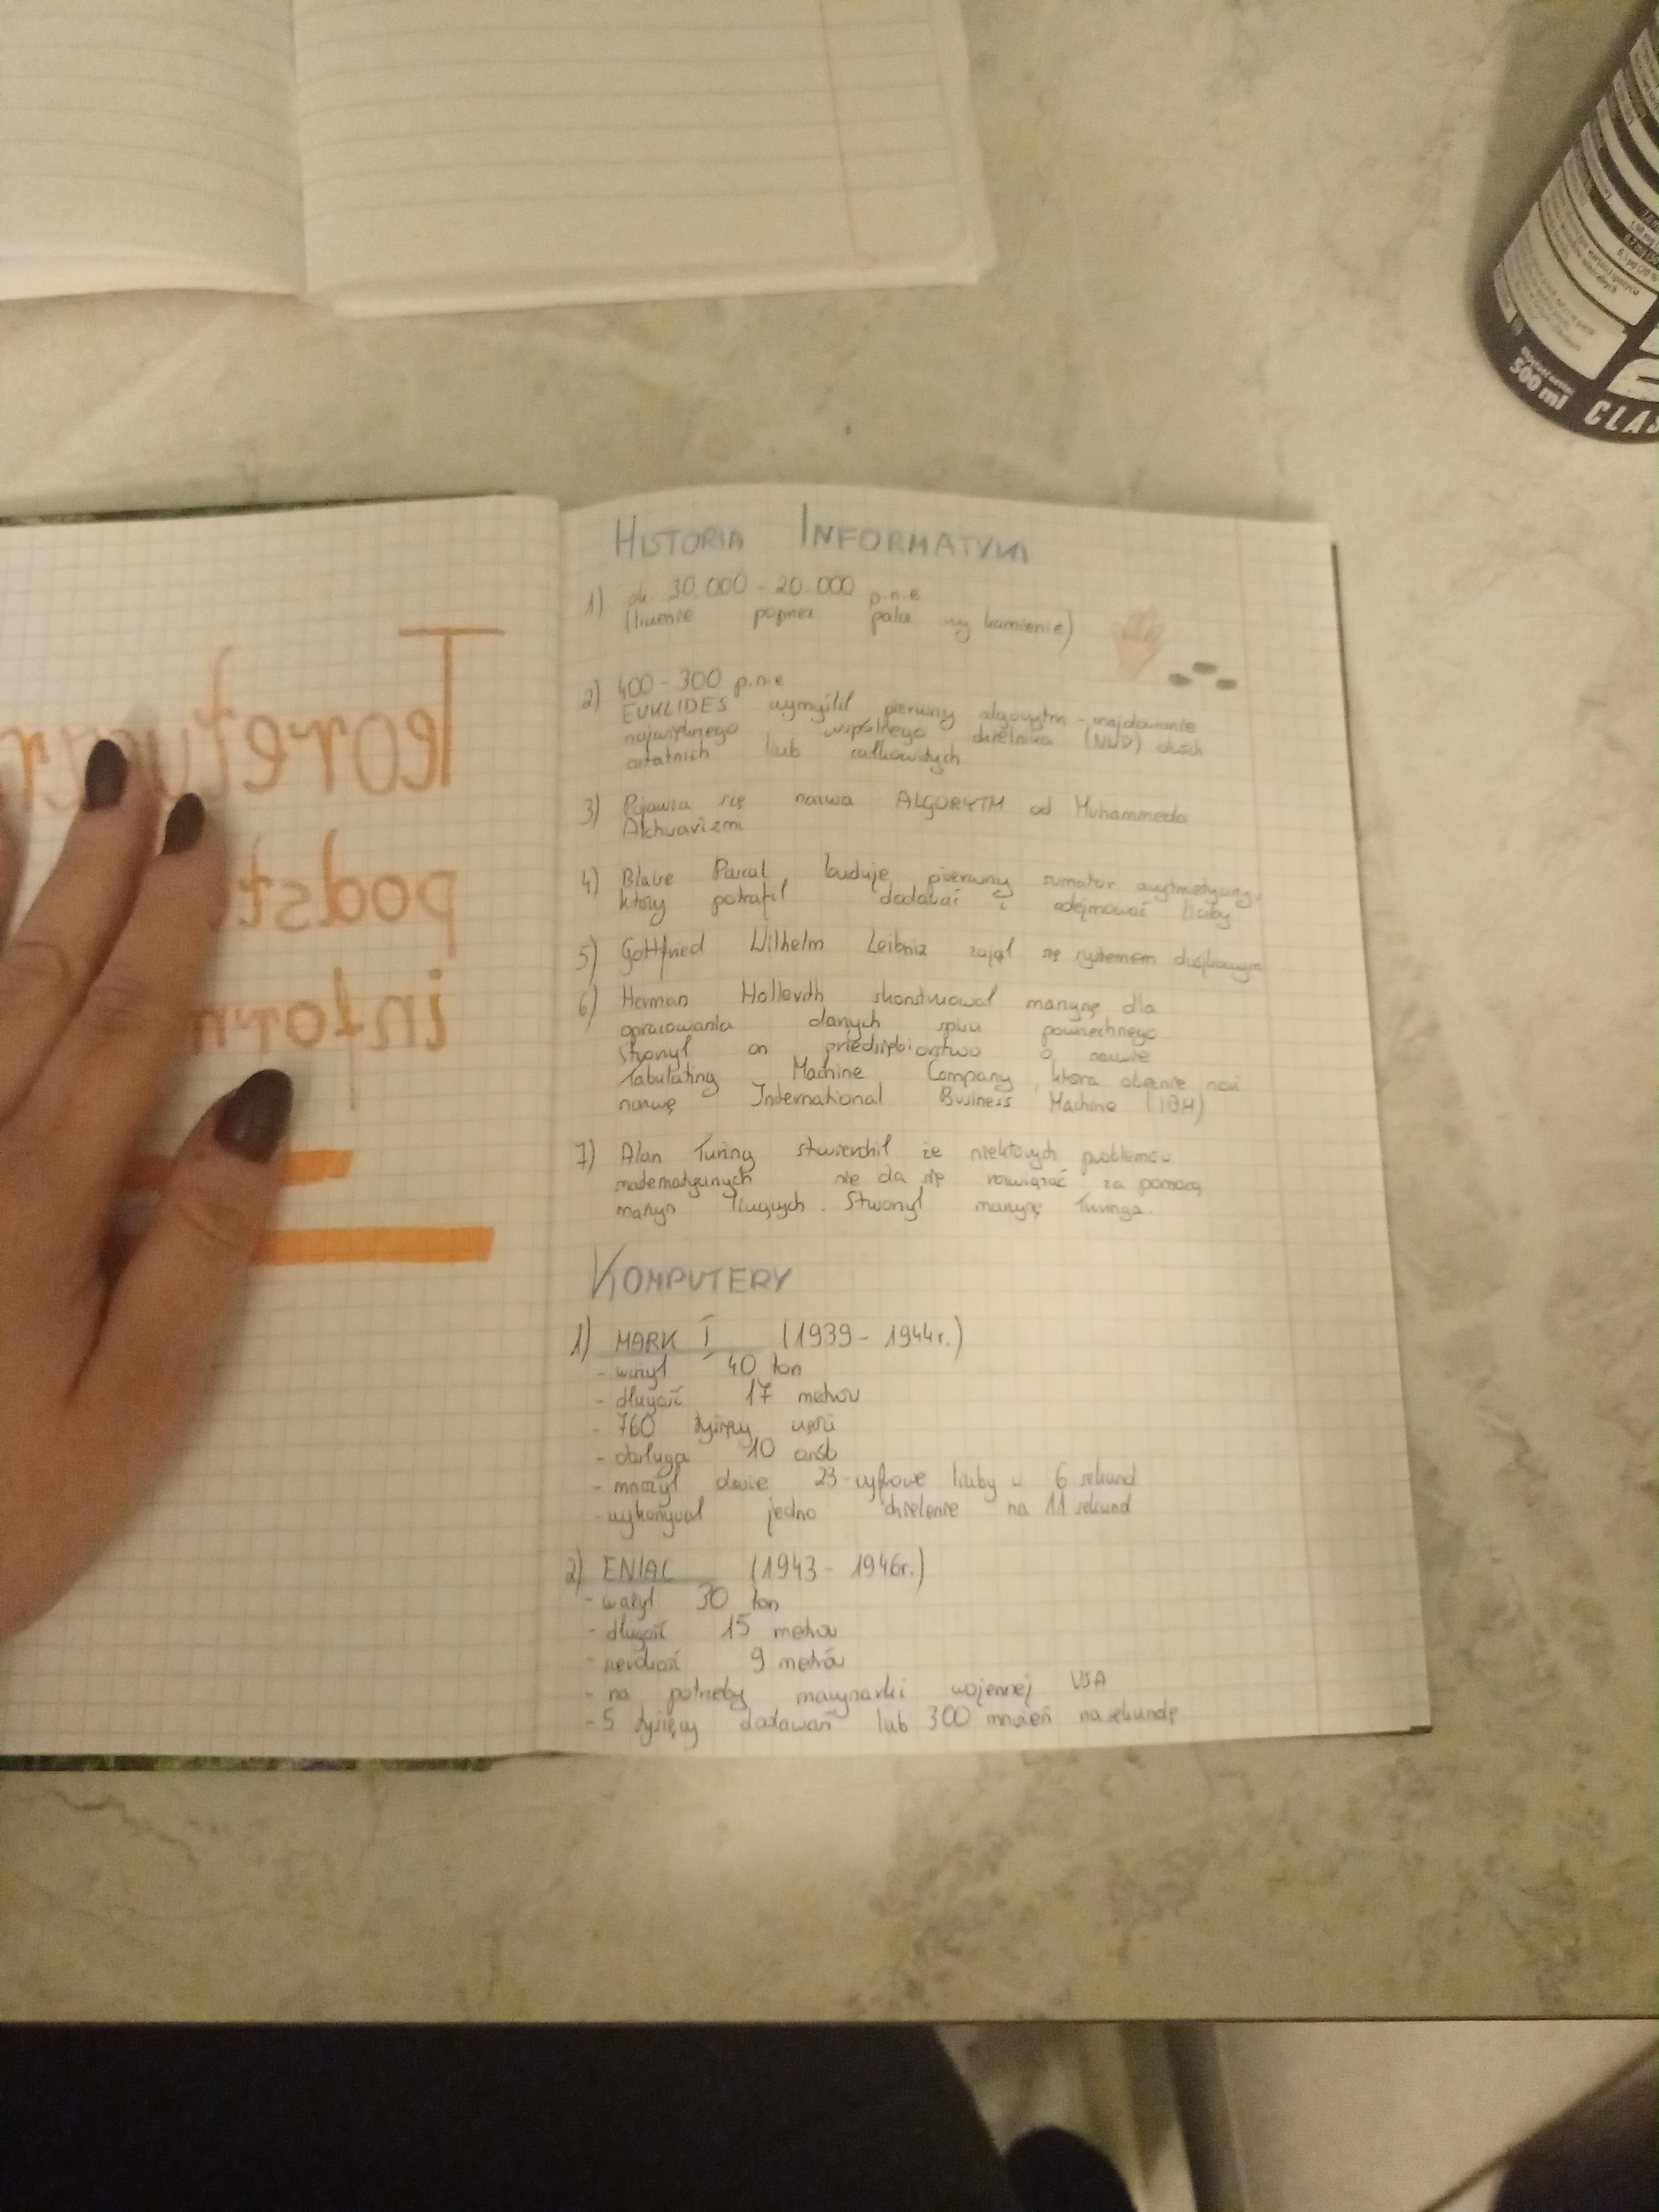 HISTORIA INFORMATYKI
1) ok 30.000 - 20.000 p.n.e
(liczenie poprzez palce czy kamienie)
2) 400 - 300 p.n.e
EUKLIDES wymyślił pierwszy algorytm - znajdowanie
największego wspólnego dzielnika (NWD) dwóch
ostatnich liczb całkowitych
3) Pojawia się nazwa ALGORYTM od Muhammeda
Alchwarizmi
4) Blaise Pascal buduje pierwszy sumator arytmetyczny,
który potrafił dodawać i odejmować liczby
5) Gottfried Wilhelm Leibniz zajął się systemem dwójkowym
6) Herman Hollerith skonstruował maszynę dla
opracowania danych spisu powszechnego
stworzył on przedsiębiorstwo o nazwie
Tabulating Machine Company, która obecnie nosi
nazwę International Business Machine (IBM)
7) Alan Turing stwierdził że niektórych problemów
matematycznych nie da się rozwiązać za pomocą
maszyn liczących. Stworzył maszynę Turinga.
KOMPUTERY
1) MARK I (1939 - 1944r.)
- ważył 40 ton
- długość 17 metrów
- 760 tysięcy części
- obsługa 10 osób
- mnożył dwie 23-cyfrowe liczby w 6 sekund
- wykonywał jedno dzielenie na 11 sekund
2) ENIAC (1943 - 1946r.)
- ważył 30 ton
- długość 15 metrów
- szerokość 9 metrów
- na potrzeby marynarki wojennej USA
- 5 tysięcy dodawań lub 300 mnożeń na sekundę
500 ml